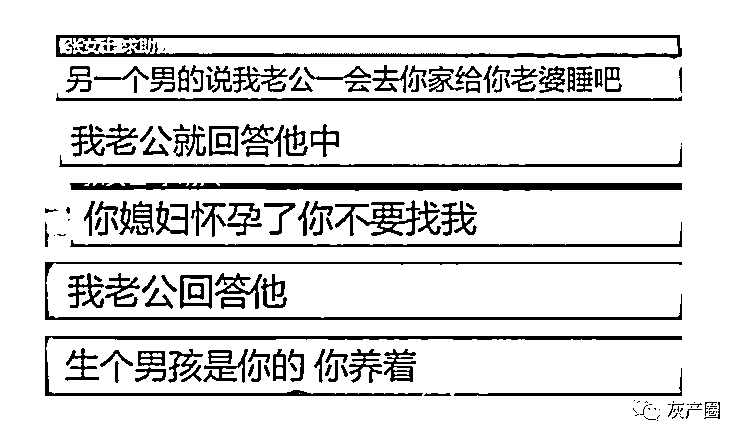 张女士求助
另一个男的说我老公一会去你家给你老婆睡吧
我老公就回答他中
你媳妇怀孕了你不要找我
我老公回答他
生个男孩是你的 你养着
灰产圈